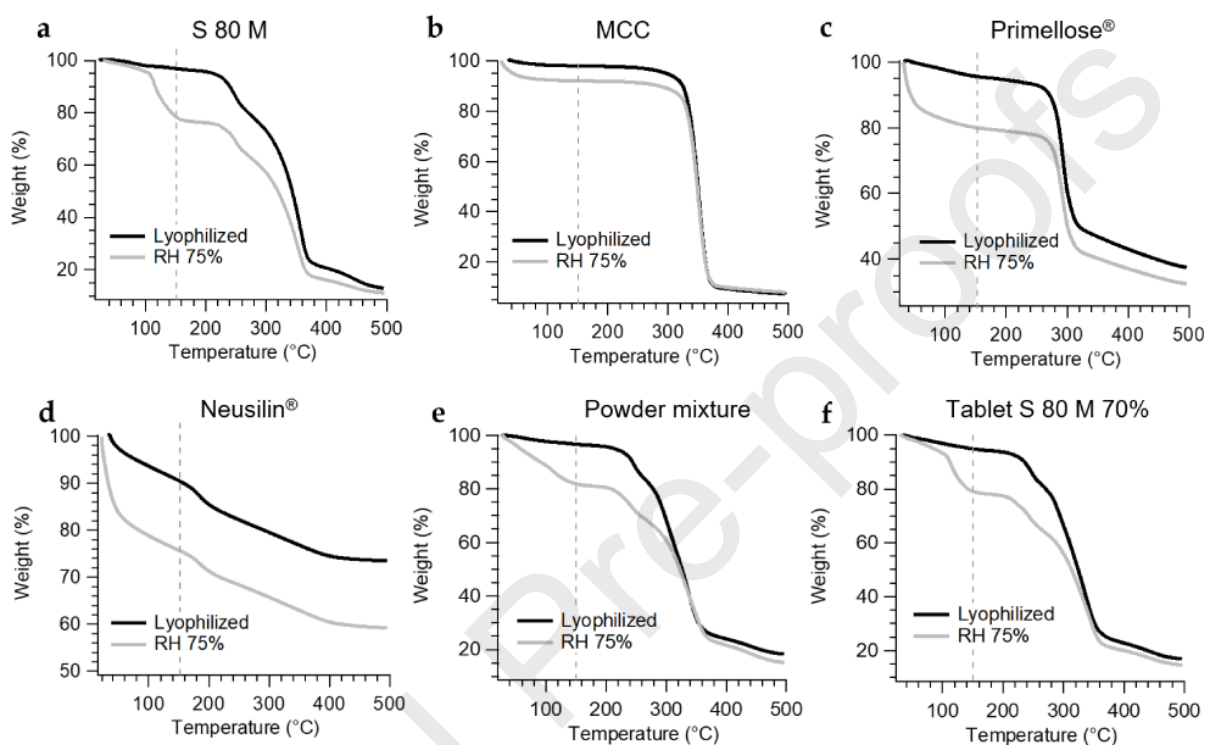 a S 80 M
Weight (%)
100
80
60
40
20
Lyophilized
RH 75%
100 200 300 400 500
Temperature (°C)
b MCC
Weight (%)
100
80
60
40
20
Lyophilized
RH 75%
100 200 300 400 500
Temperature (°C)
c Primellose®
Weight (%)
100
80
60
40
Lyophilized
RH 75%
100 200 300 400 500
Temperature (°C)
d Neusilin®
Weight (%)
100
90
80
70
60
50
Lyophilized
RH 75%
100 200 300 400 500
Temperature (°C)
e Powder mixture
Weight (%)
100
80
60
40
20
Lyophilized
RH 75%
100 200 300 400 500
Temperature (°C)
f Tablet S 80 M 70%
Weight (%)
100
80
60
40
20
Lyophilized
RH 75%
100 200 300 400 500
Temperature (°C)
Pre-proofs